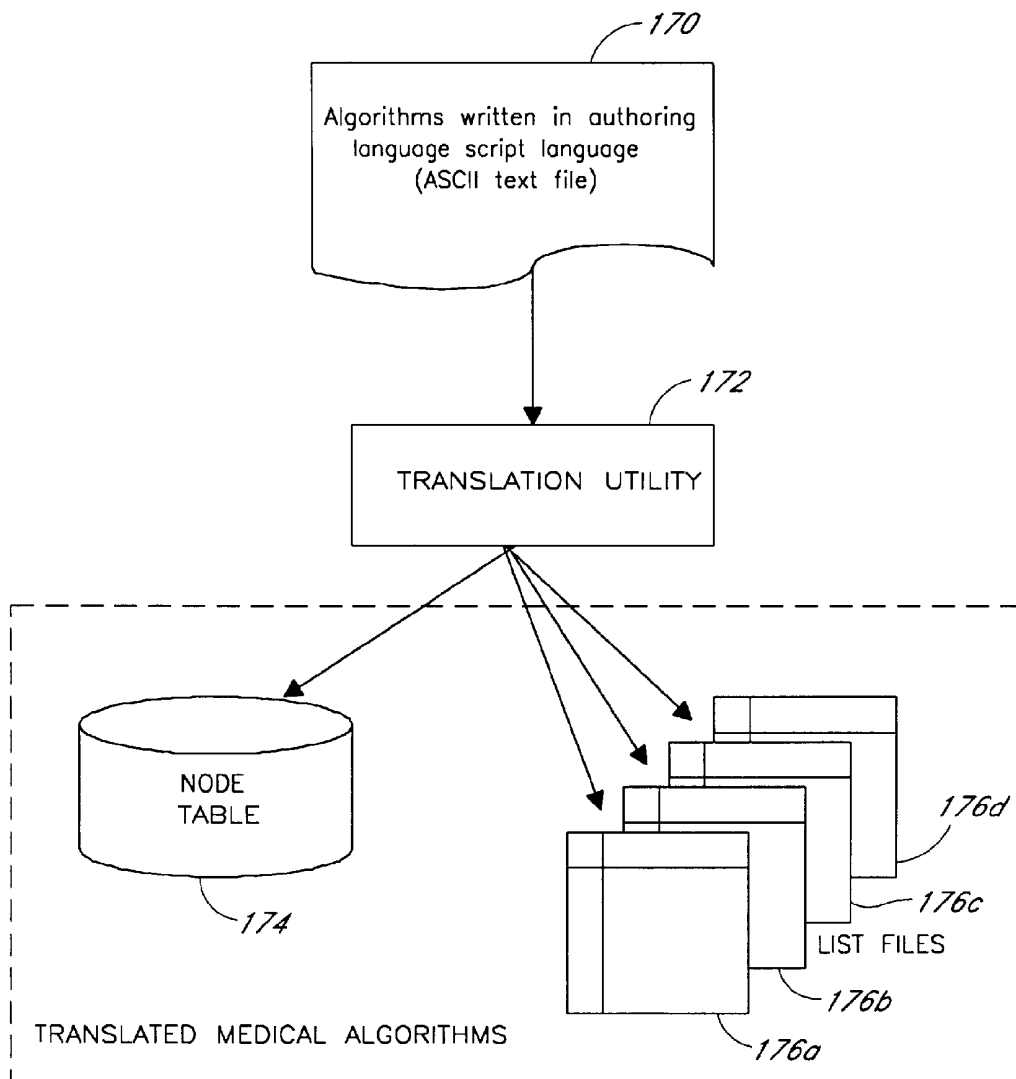 170
Algorithms written in authoring
language script language
(ASCII text file)
172
TRANSLATION UTILITY
NODE
TABLE
174
176d
176c
LIST FILES
176b
176a
TRANSLATED MEDICAL ALGORITHMS